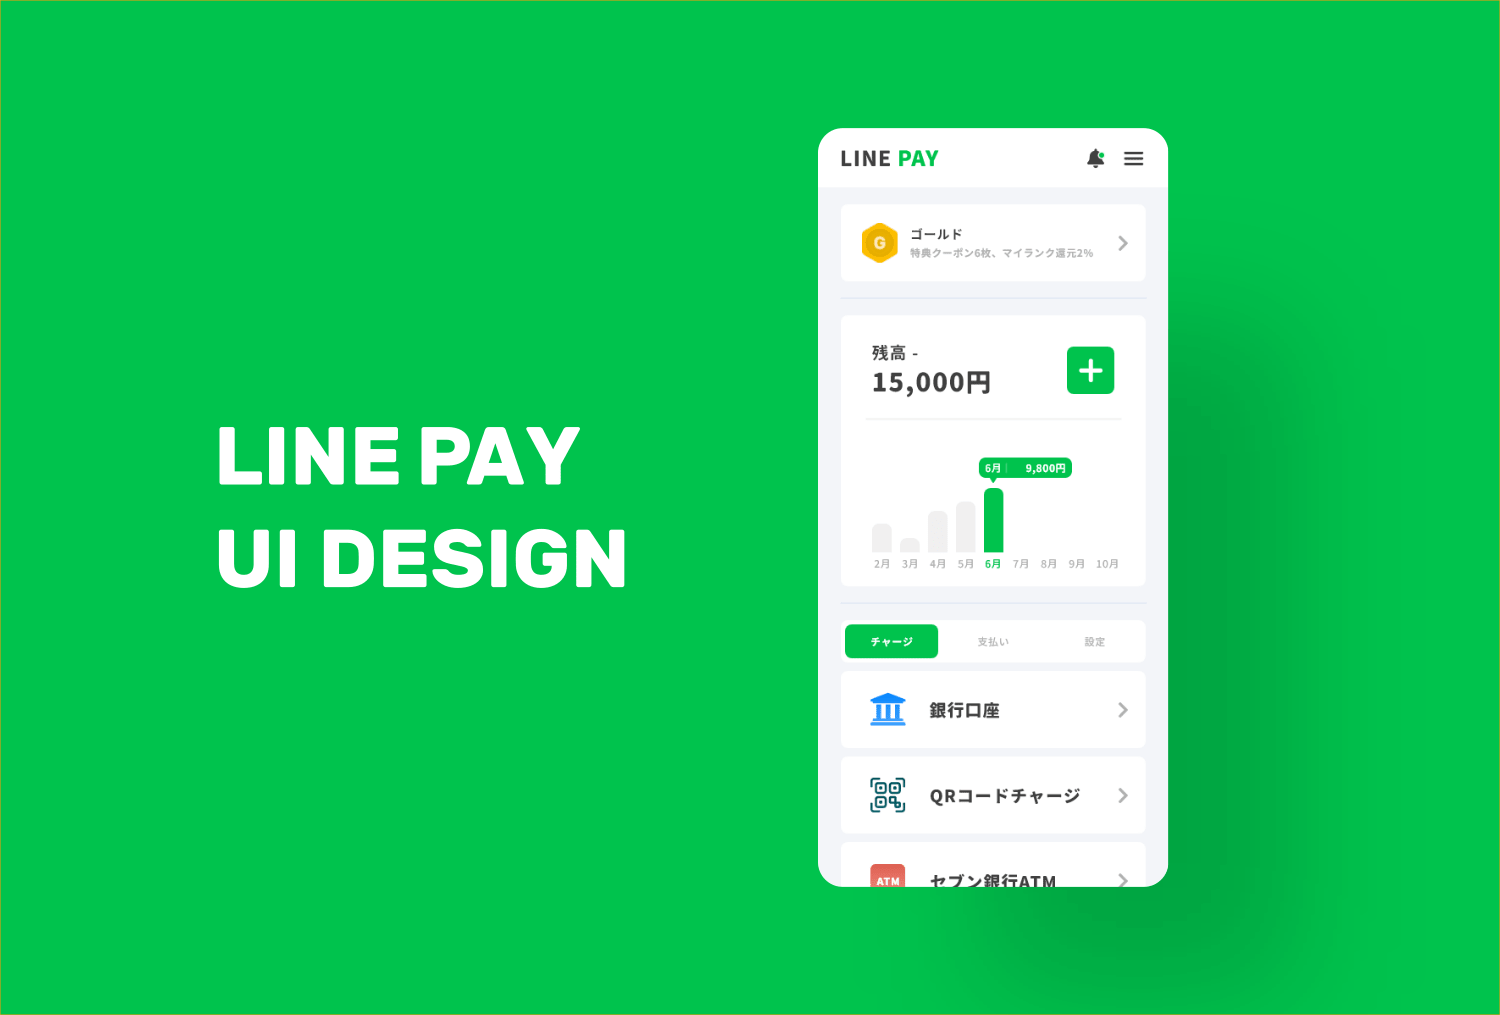 LINE PAY
UI DESIGN
LINE PAY
G
ゴールド
特典クーポン6枚、マイランク還元2%
残高 -
15,000円
6月 9,800円
2月 3月 4月 5月 6月 7月 8月 9月 10月
チャージ 支払い 設定
銀行口座
QRコードチャージ
ATM セブン銀行ATM